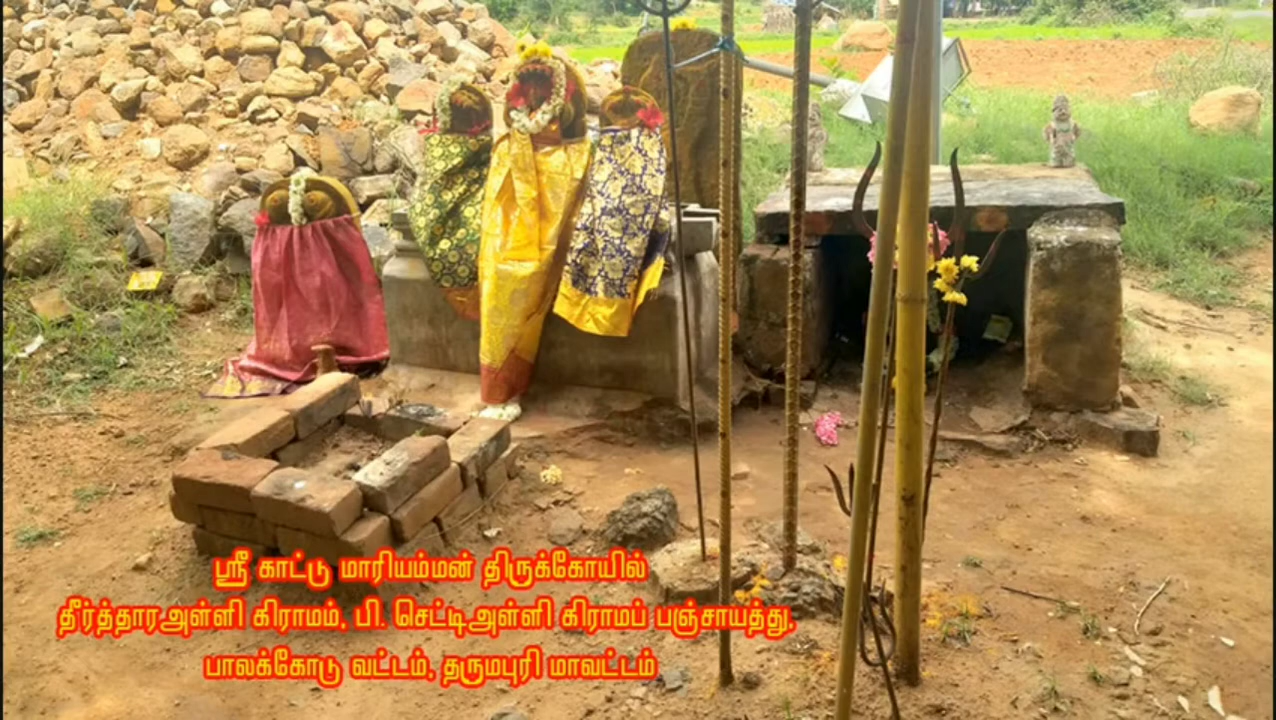 ஸ்ரீ காட்டு மாரியம்மன் திருக்கோயில்
தீர்த்தாரஅள்ளி கிராமம், பி. செட்டிஅள்ளி கிராமப் பஞ்சாயத்து,
பாலக்கோடு வட்டம், தருமபுரி மாவட்டம்